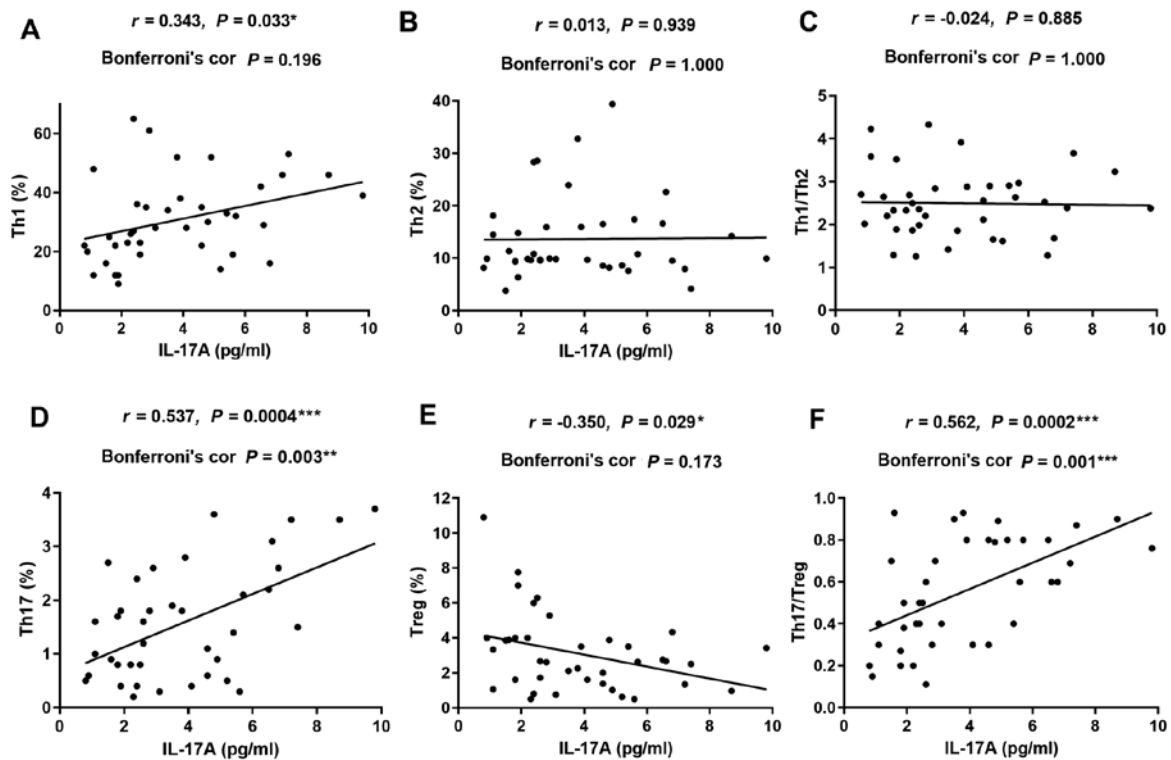 A
r = 0.343, P = 0.033*
Bonferroni's cor P = 0.196
Th1 (%)
60
40
20
0
0 2 4 6 8 10
IL-17A (pg/ml)
B
r = 0.013, P = 0.939
Bonferroni's cor P = 1.000
Th2 (%)
40
30
20
10
0
0 2 4 6 8 10
IL-17A (pg/ml)
C
r = -0.024, P = 0.885
Bonferroni's cor P = 1.000
Th1/Th2
5
4
3
2
1
0
0 2 4 6 8 10
IL-17A (pg/ml)
D
r = 0.537, P = 0.0004***
Bonferroni's cor P = 0.003**
Th17 (%)
4
3
2
1
0
0 2 4 6 8 10
IL-17A (pg/ml)
E
r = -0.350, P = 0.029*
Bonferroni's cor P = 0.173
Treg (%)
12
10
8
6
4
2
0
0 2 4 6 8 10
IL-17A (pg/ml)
F
r = 0.562, P = 0.0002***
Bonferroni's cor P = 0.001***
Th17/Treg
1.0
0.8
0.6
0.4
0.2
0.0
0 2 4 6 8 10
IL-17A (pg/ml)